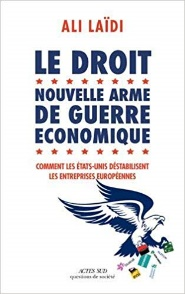 ALI LAÏDI
LE DROIT
NOUVELLE ARME
DE GUERRE
ECONOMIQUE
COMMENT LES ÉTATS-UNIS DÉSTABILISENT
LES ENTREPRISES EUROPÉENNES
ACTES SUD
questions de société